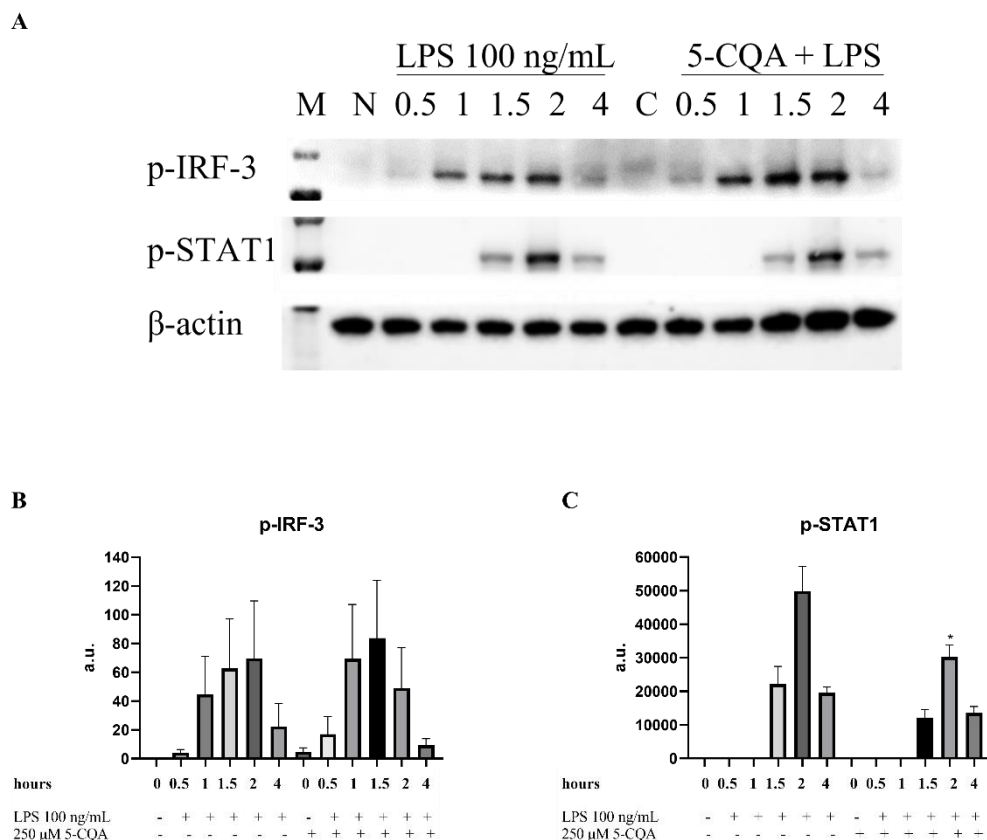 A
LPS 100 ng/mL 5-CQA + LPS
M N 0.5 1 1.5 2 4 C 0.5 1 1.5 2 4
p-IRF-3
p-STAT1
β-actin
B
p-IRF-3
140
120
100
80
60
40
20
0
a.u.
hours 0 0.5 1 1.5 2 4 0 0.5 1 1.5 2 4
LPS 100 ng/mL - + + + + + - + + + + +
250 μM 5-CQA - - - - - - + + + + + +
C
p-STAT1
60000
50000
40000
30000
20000
10000
0
a.u.
*
hours 0 0.5 1 1.5 2 4 0 0.5 1 1.5 2 4
LPS 100 ng/mL - + + + + + - + + + + +
250 μM 5-CQA - - - - - - + + + + + +